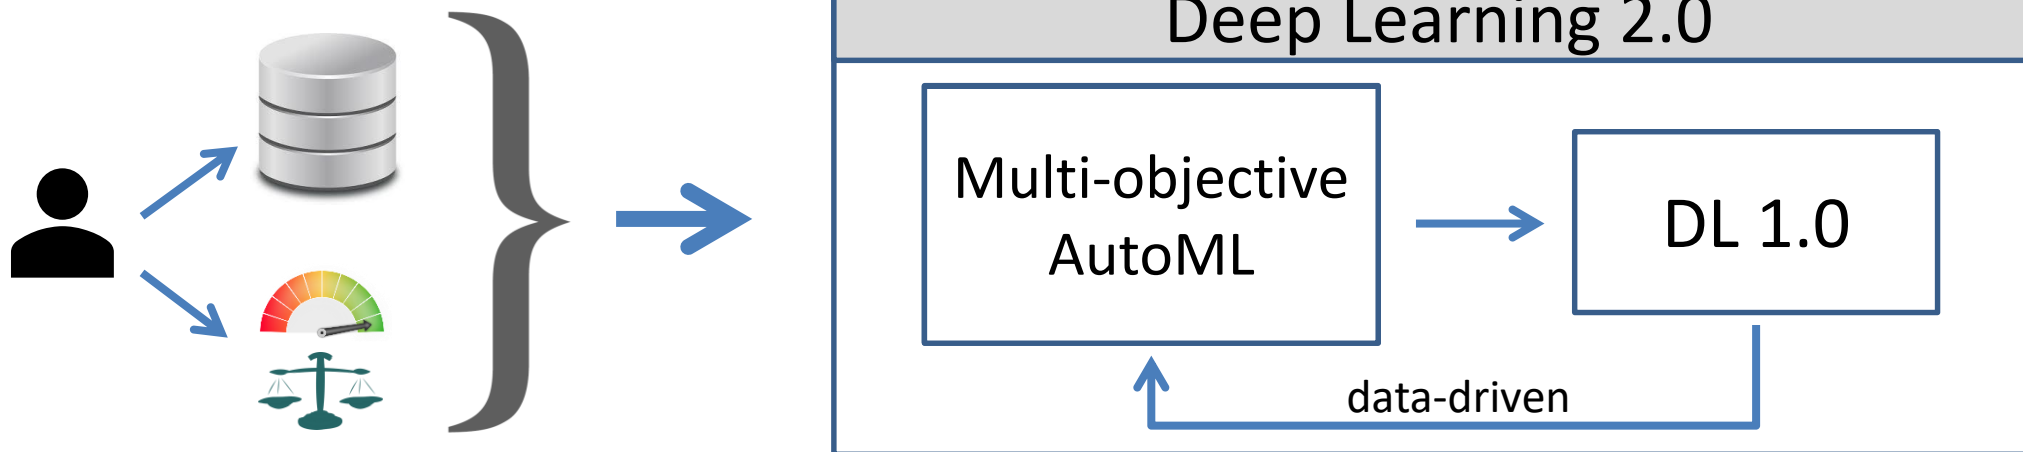 Deep Learning 2.0
Multi-objective
AutoML
DL 1.0
data-driven